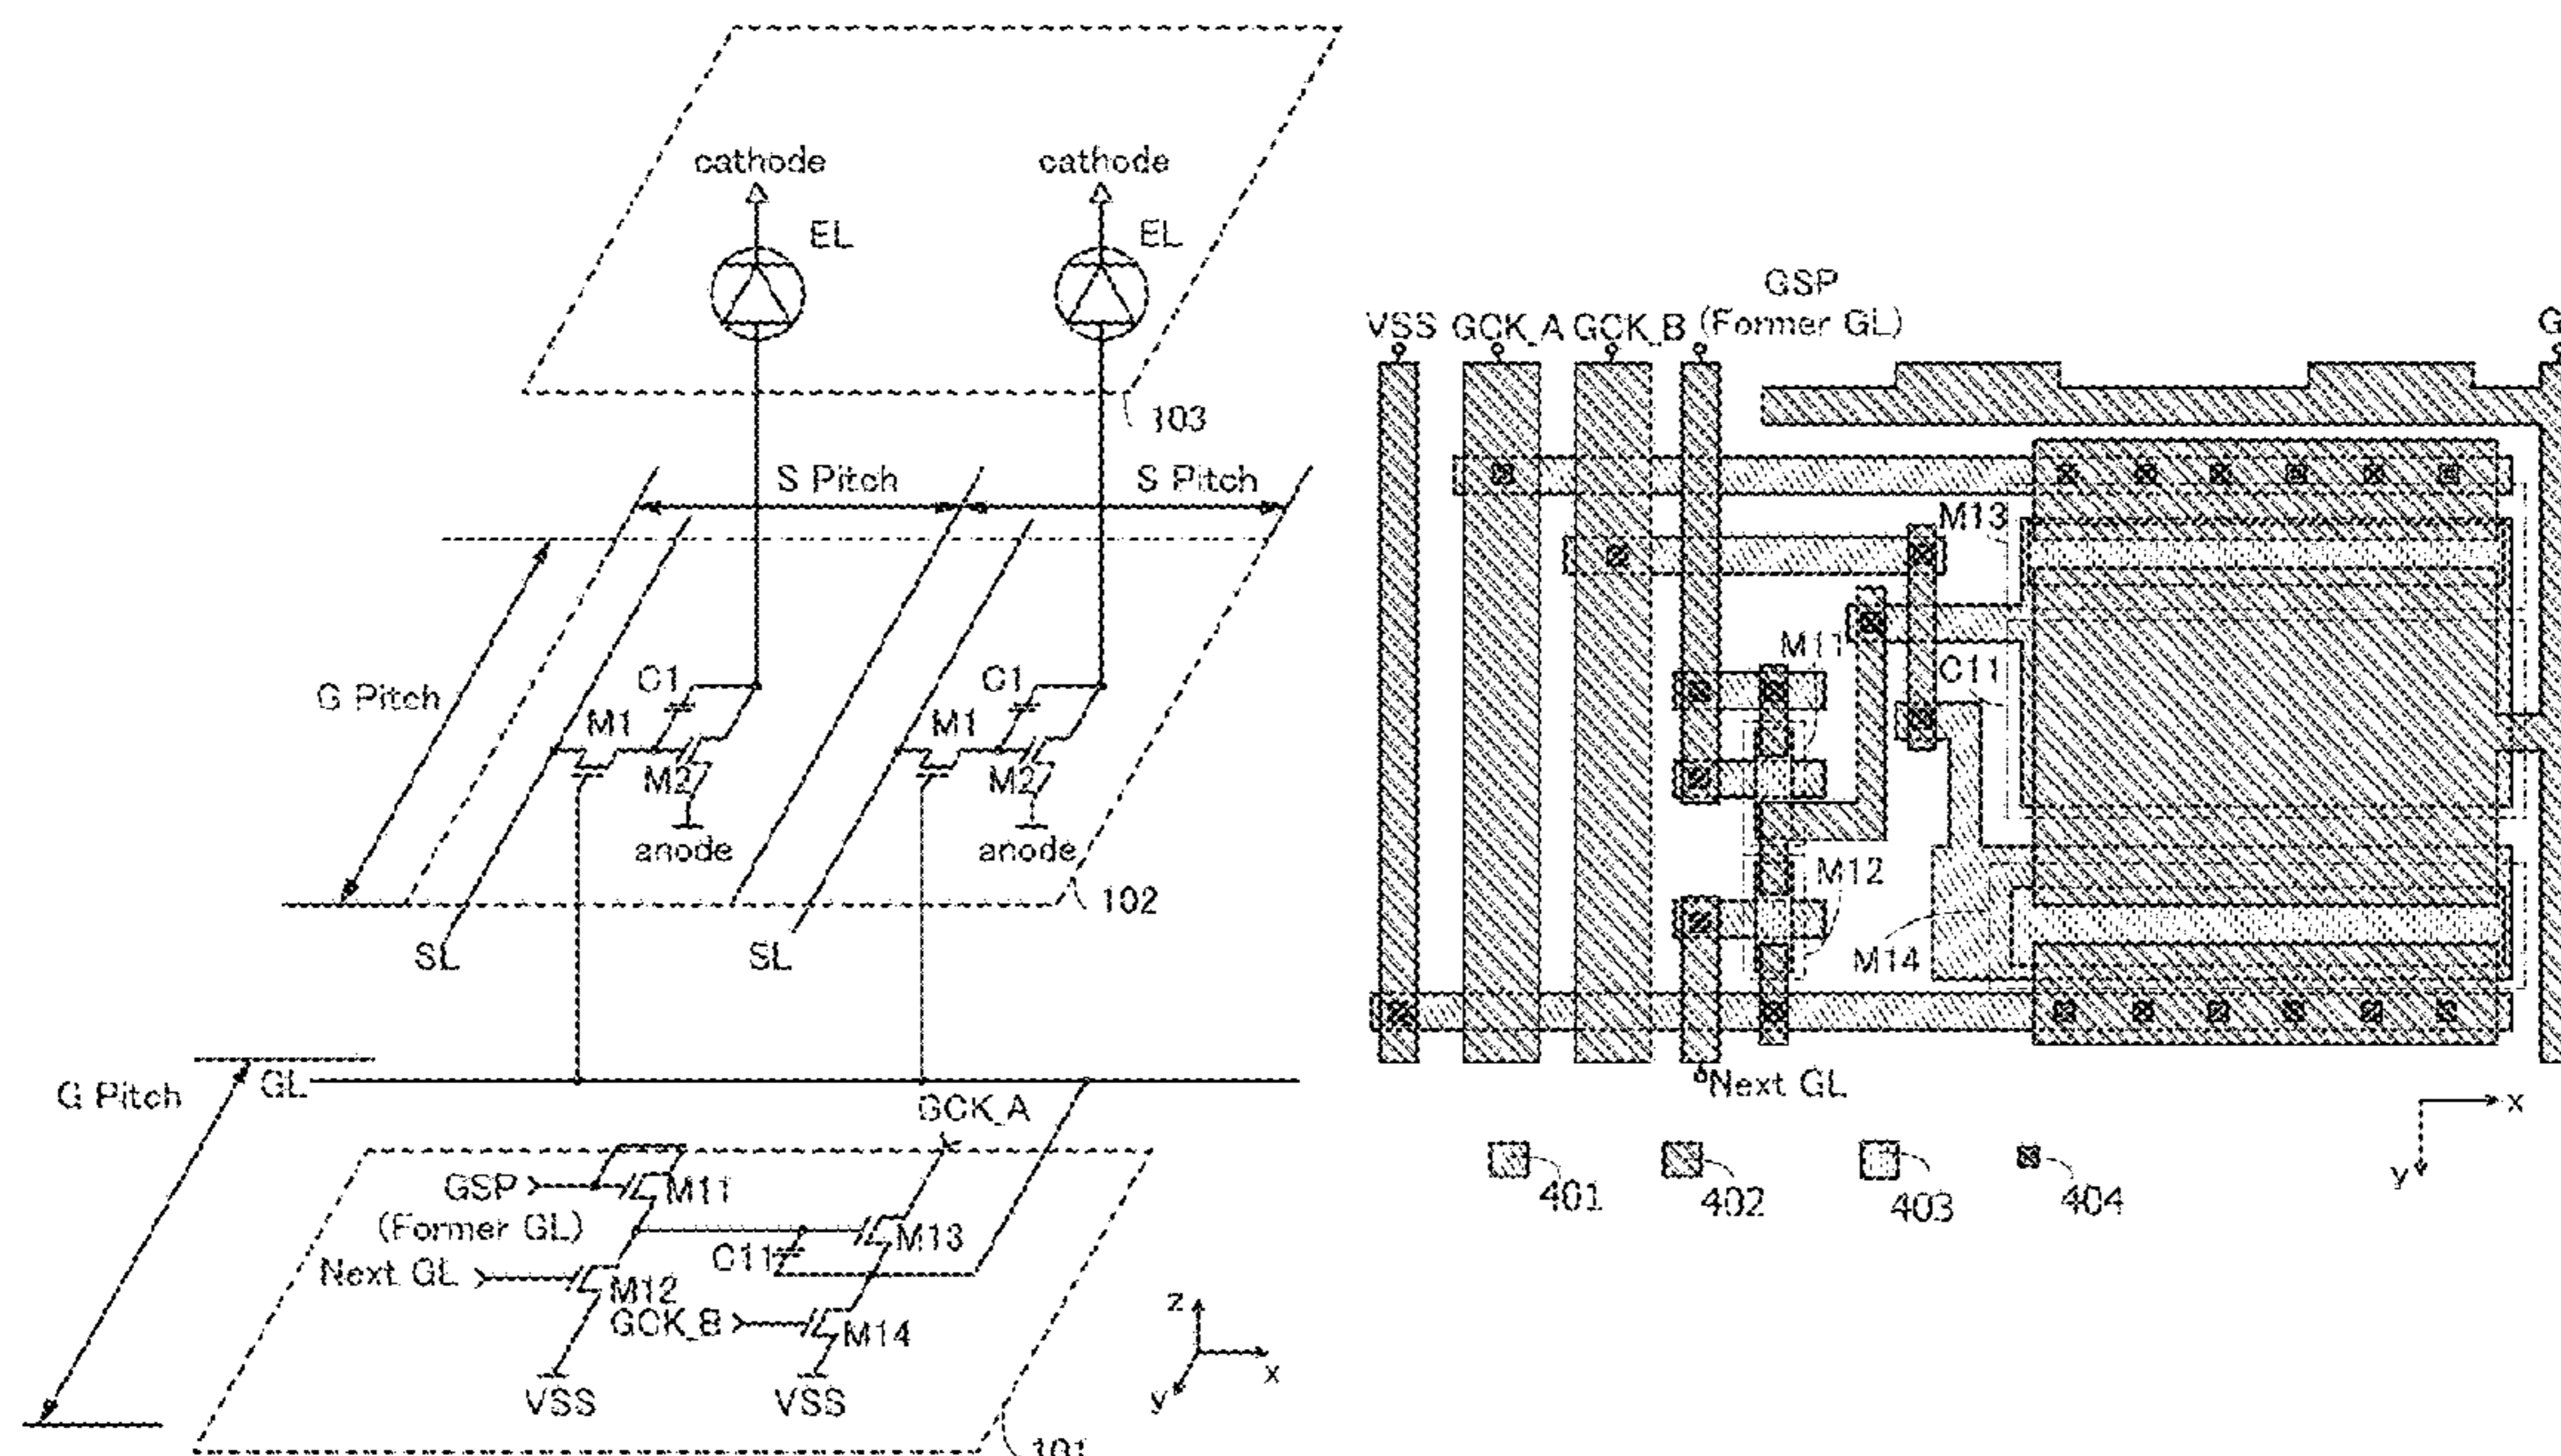 cathode
cathode
EL
EL
103
S Pitch
S Pitch
G Pitch
C1
C1
M1
M1
M2
M2
anode
anode
102
SL
SL
G Pitch
GL
GCK_A
GSP
(Former GL)
M11
M13
C11
Next GL
M12
GCK_B
M14
VSS
VSS
z
x
y
101
VSS
GCK_A
GCK_B
GSP
(Former GL)
G
M13
M11
C11
M12
M14
Next GL
x
y
401
402
403
404